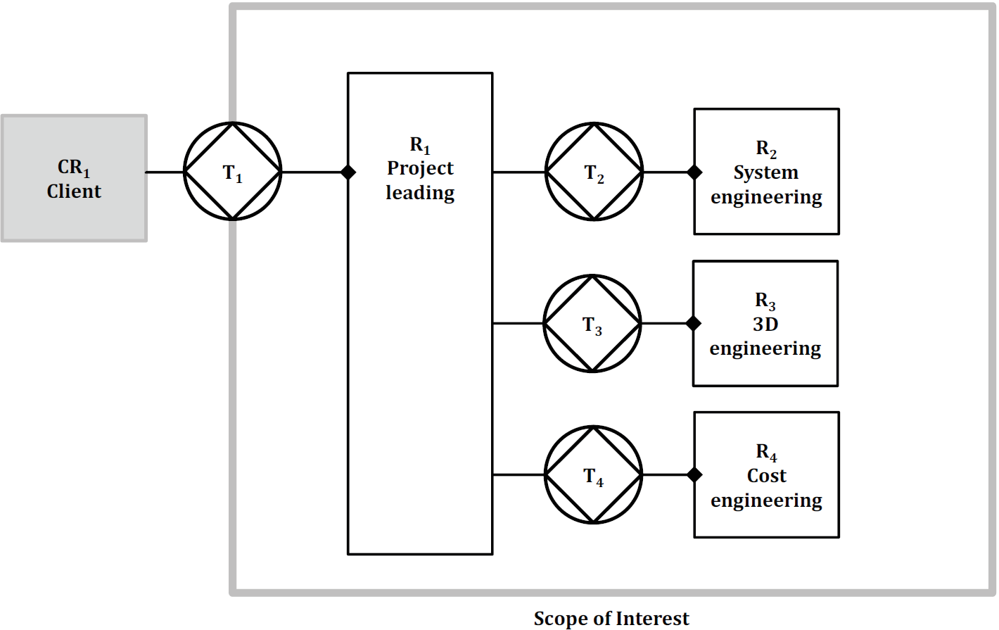 CR₁
Client
T₁
R₁
Project
leading
T₂
R₂
System
engineering
T₃
R₃
3D
engineering
T₄
R₄
Cost
engineering
Scope of Interest